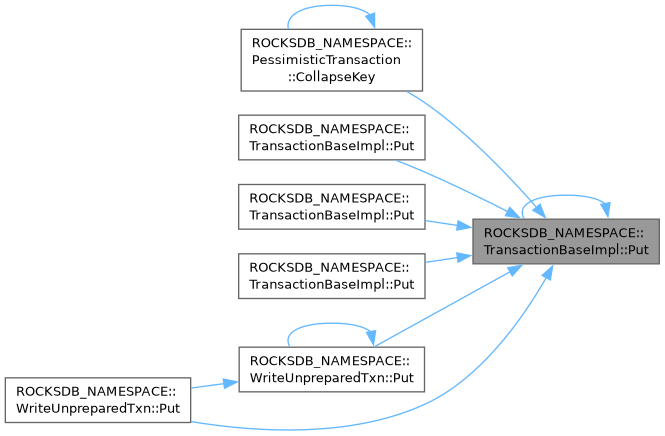 ROCKSDB_NAMESPACE::
PessimisticTransaction
::CollapseKey
ROCKSDB_NAMESPACE::
TransactionBaseImpl::Put
ROCKSDB_NAMESPACE::
TransactionBaseImpl::Put
ROCKSDB_NAMESPACE::
TransactionBaseImpl::Put
ROCKSDB_NAMESPACE::
TransactionBaseImpl::Put
ROCKSDB_NAMESPACE::
WriteUnpreparedTxn::Put
ROCKSDB_NAMESPACE::
WriteUnpreparedTxn::Put